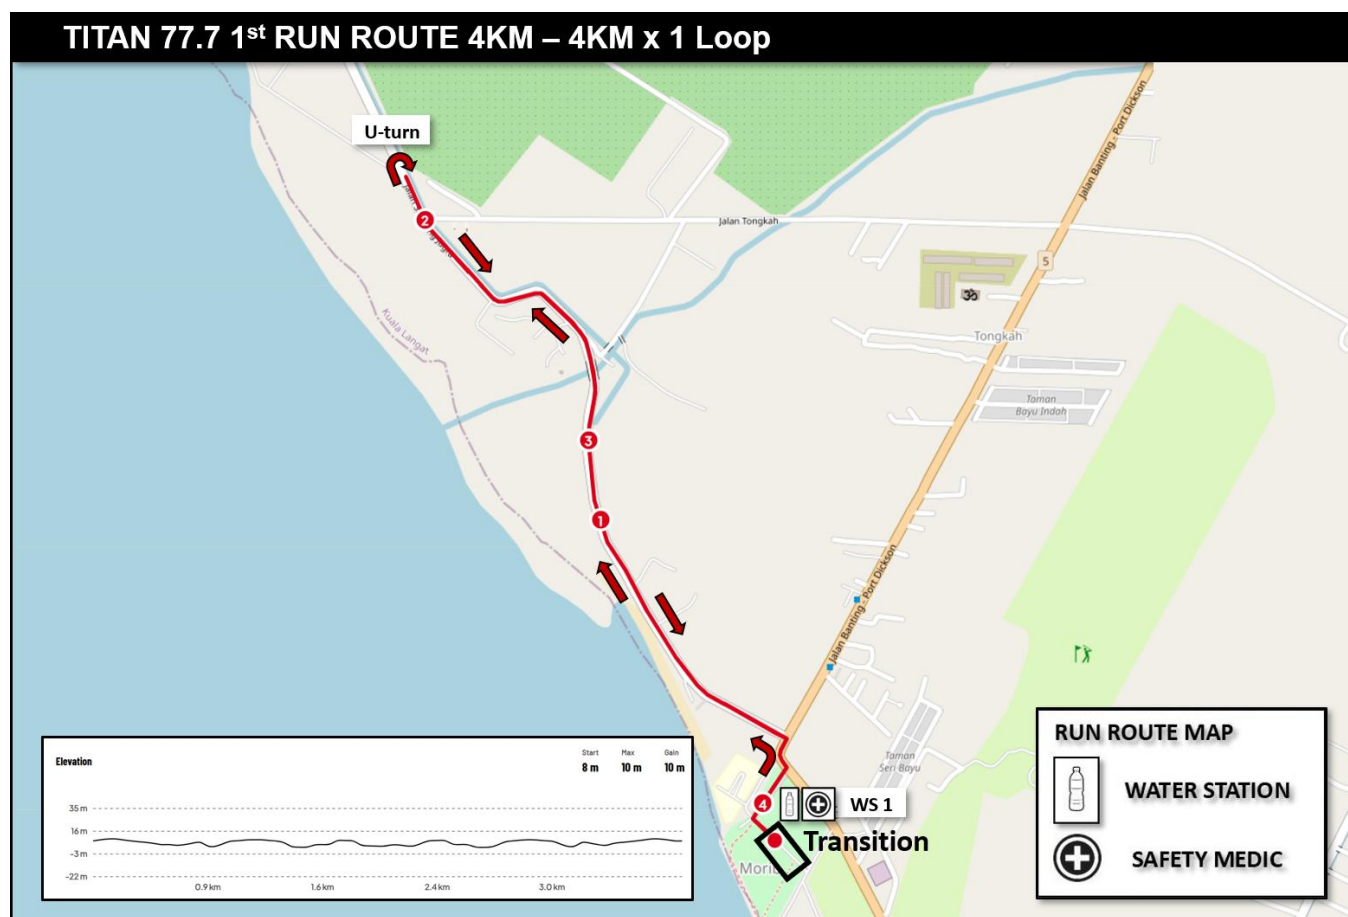 TITAN 77.7 1st RUN ROUTE 4KM – 4KM x 1 Loop
U-turn
Jalan Banting - Port Dickson
2
Jalan Tongkah
5
ॐ
Kuala Langat
Tongkah
Taman
Bayu Indah
3
1
Jalan Banting - Port Dickson
RUN ROUTE MAP
WATER STATION
SAFETY MEDIC
Taman
Seri Bayu
4
WS 1
Transition
Elevation
Start
Max
Gain
8 m
10 m
10 m
35 m
16 m
-3 m
-22 m
0.9 km
1.6 km
2.4 km
3.0 km